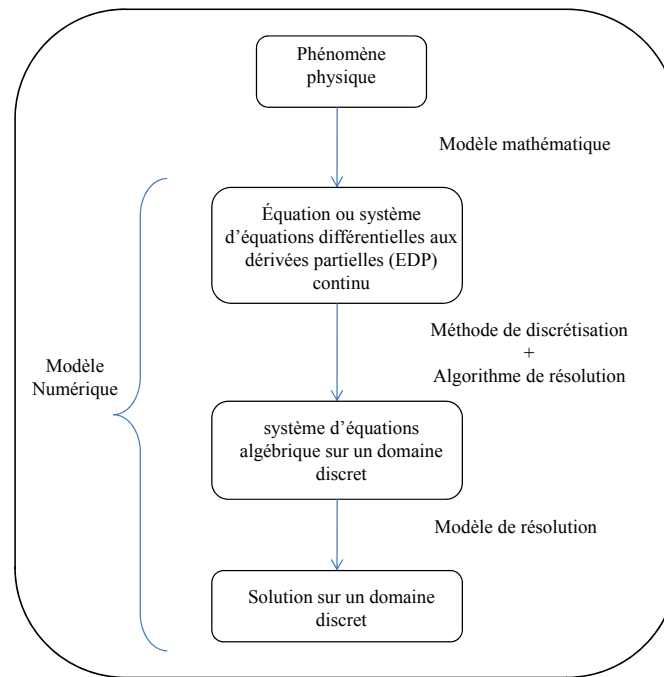 Phénomène
physique
Modèle mathématique
Équation ou système
d’équations différentielles aux
dérivées partielles (EDP)
continu
Méthode de discrétisation
+
Algorithme de résolution
Modèle
Numérique
système d’équations
algébrique sur un domaine
discret
Modèle de résolution
Solution sur un domaine
discret